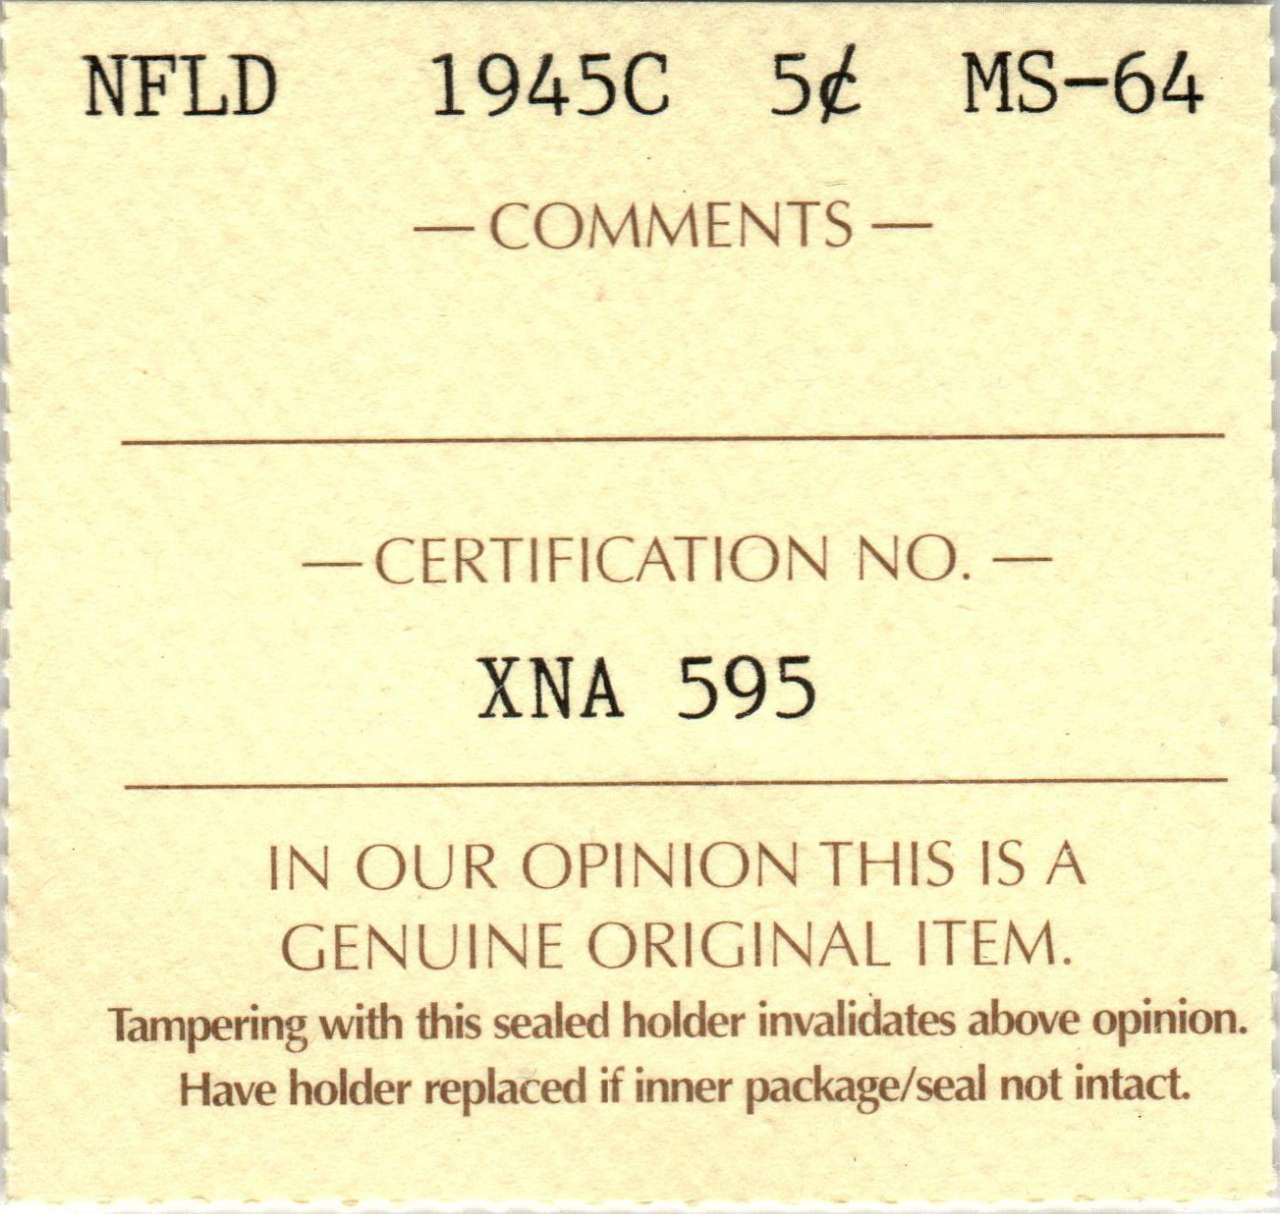 NFLD 1945C 5¢ MS-64
— COMMENTS —
— CERTIFICATION NO. —
XNA 595
IN OUR OPINION THIS IS A
GENUINE ORIGINAL ITEM.
Tampering with this sealed holder invalidates above opinion.
Have holder replaced if inner package/seal not intact.